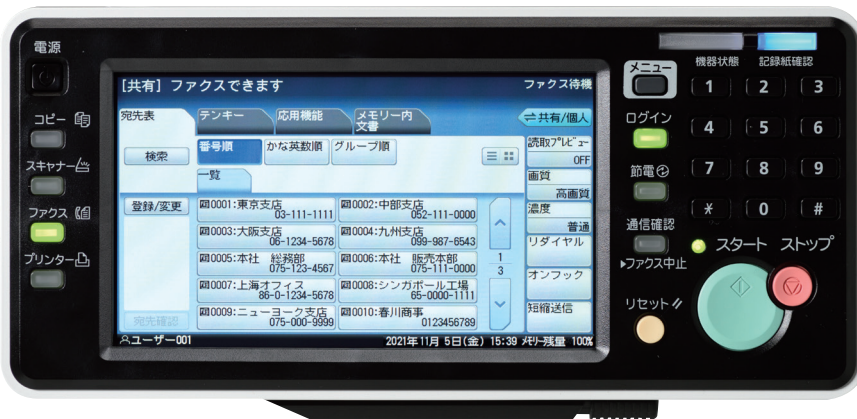 電源
コピー
スキャナー
ファクス
プリンター
[共有] ファクスできます
ファクス待機
宛先表
テンキー
応用機能
メモリー内文書
共有/個人
検索
番号順
かな英数順
グループ順
一覧
登録/変更
0001:東京支店
03-111-1111
0002:中部支店
052-111-0000
0003:大阪支店
06-1234-5678
0004:九州支店
099-987-6543
0005:本社 総務部
075-123-4567
0006:本社 販売本部
075-111-0000
0007:上海オフィス
86-0-1234-5678
0008:シンガポール工場
65-0000-1111
0009:ニューヨーク支店
075-000-9999
0010:春川商事
0123456789
1
3
宛先確認
読取プレビュー
OFF
画質
高画質
濃度
普通
リダイヤル
オンフック
短縮送信
ユーザー001
2021年11月 5日(金) 15:39 メモリー残量 100%
メニュー
ログイン
節電
通信確認
▶ファクス中止
リセット
機器状態
記録紙確認
1 2 3
4 5 6
7 8 9
* 0 #
スタート
ストップ